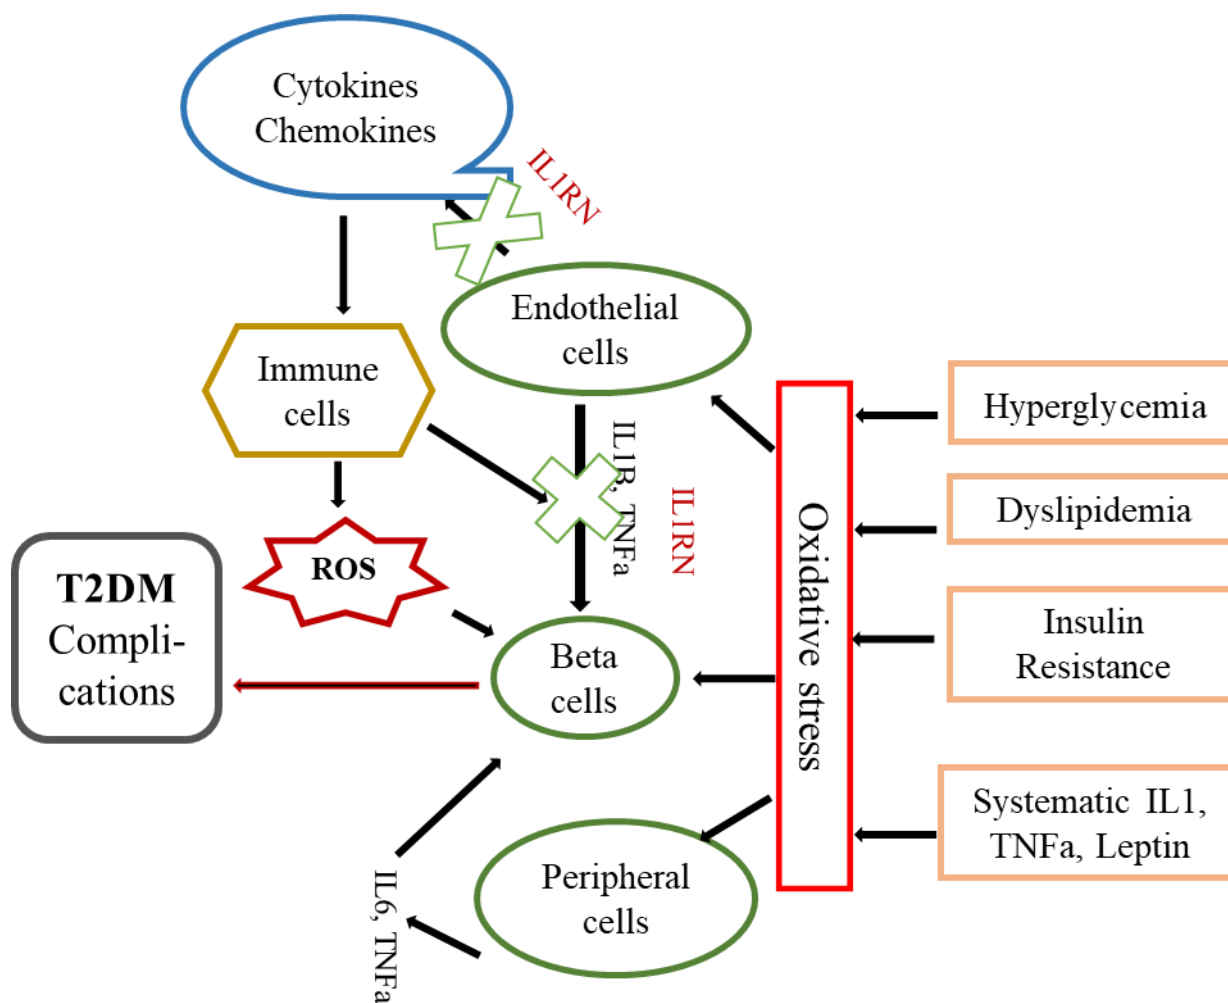 Cytokines
Chemokines
IL1RN
Endothelial
cells
Immune
cells
IL1B, TNFa
IL1RN
Hyperglycemia
Dyslipidemia
Oxidative stress
ROS
T2DM
Compli-
cations
Beta
cells
Insulin
Resistance
Systematic IL1,
TNFa, Leptin
Peripheral
cells
IL6, TNFa